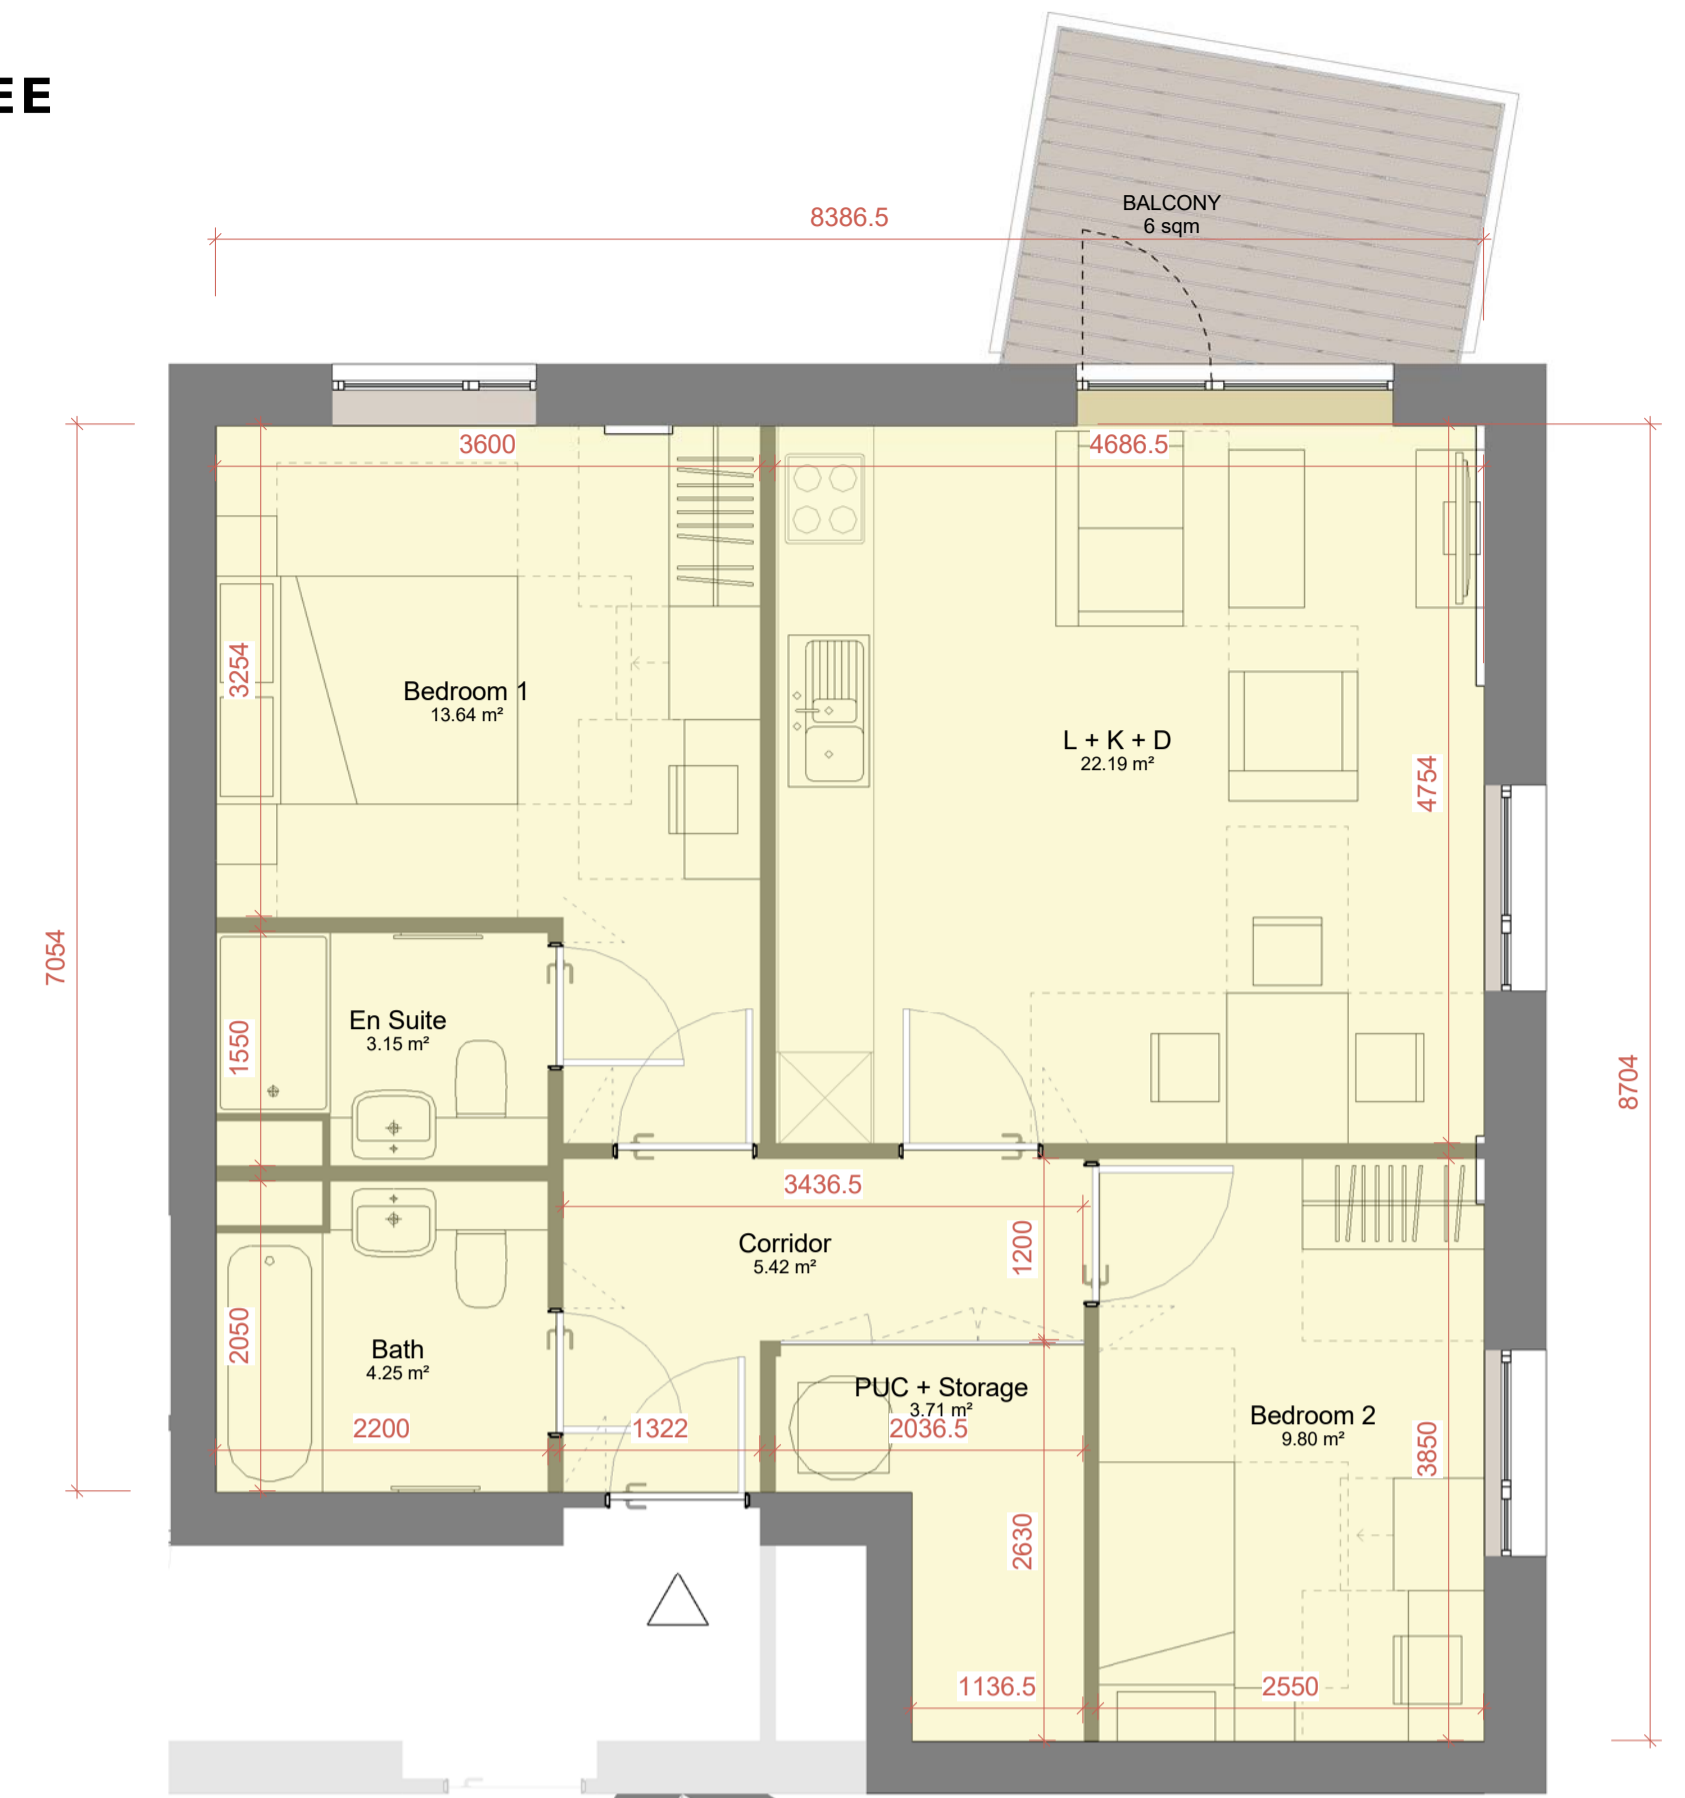 EE
BALCONY
6 sqm
8386.5
3600
4686.5
3254
Bedroom 1
13.64 m²
L + K + D
22.19 m²
4754
7054
En Suite
3.15 m²
1550
8704
3436.5
Corridor
5.42 m²
1200
2050
Bath
4.25 m²
PUC + Storage
3.71 m²
Bedroom 2
9.80 m²
2200
1322
2036.5
3850
2630
1136.5
2550